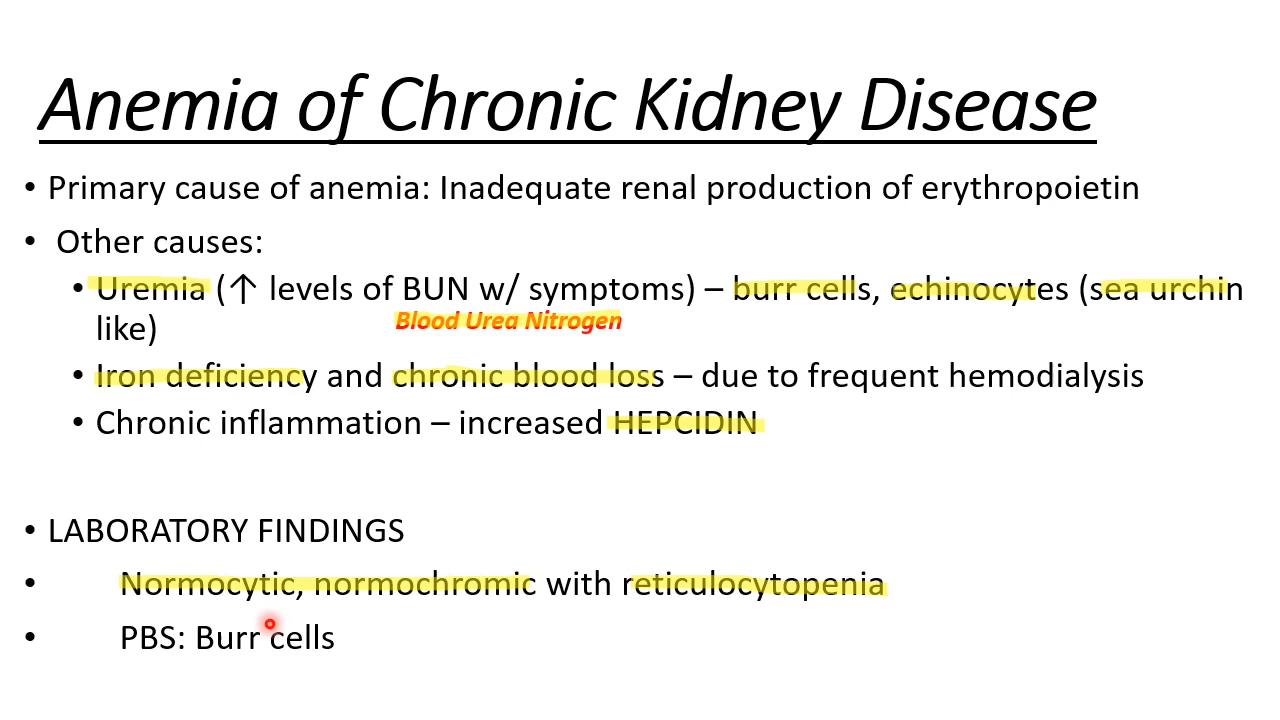 Anemia of Chronic Kidney Disease
• Primary cause of anemia: Inadequate renal production of erythropoietin
• Other causes:
• Uremia (↑ levels of BUN w/ symptoms) – burr cells, echinocytes (sea urchin
like)
Blood Urea Nitrogen
• Iron deficiency and chronic blood loss – due to frequent hemodialysis
• Chronic inflammation – increased HEPCIDIN
• LABORATORY FINDINGS
• Normocytic, normochromic with reticulocytopenia
• PBS: Burr cells